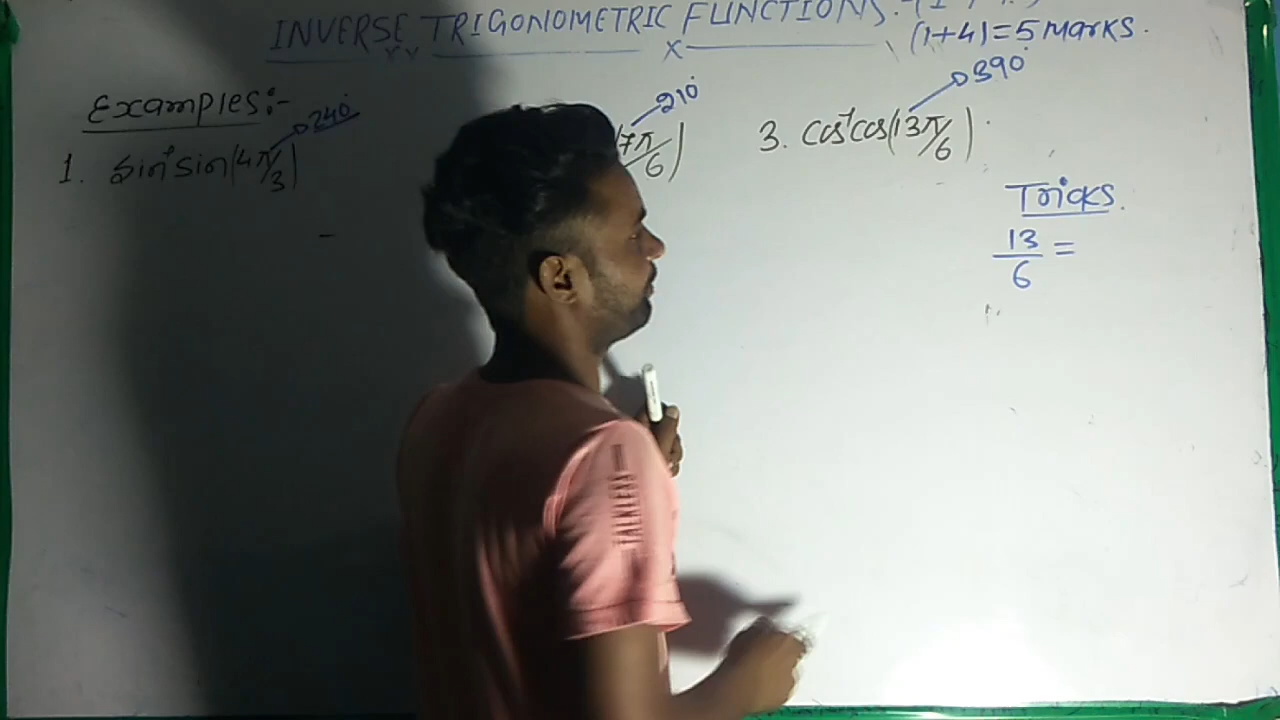 INVERSE TRIGONOMETRIC FUNCTIONS.
(1+4)=5 Marks.
Examples:-
240°
210°
390°
1. sin⁻¹sin(4π/3)
7π/6)
3. cos⁻¹cos(13π/6).
Tricks.
13/6 =